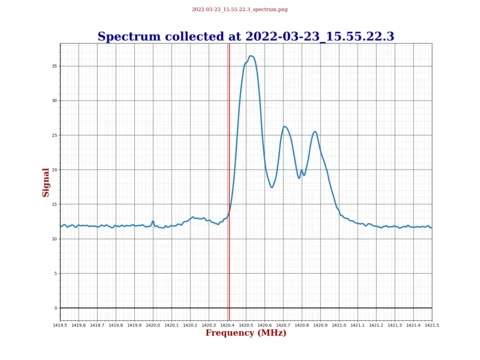 2022-03-23_15.55.22.3_spectrum.png
Spectrum collected at 2022-03-23_15.55.22.3
Signal
35
30
25
20
15
10
5
0
1419.5 1419.6 1419.7 1419.8 1419.9 1420.0 1420.1 1420.2 1420.3 1420.4 1420.5 1420.6 1420.7 1420.8 1420.9 1421.0 1421.1 1421.2 1421.3 1421.4 1421.5
Frequency (MHz)